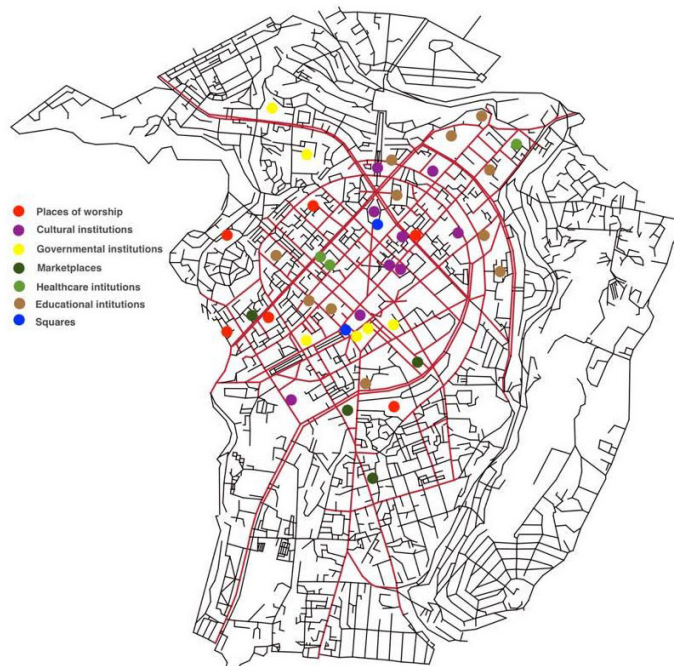 Places of worship
Cultural institutions
Governmental institutions
Marketplaces
Healthcare intitutions
Educational intitutions
Squares